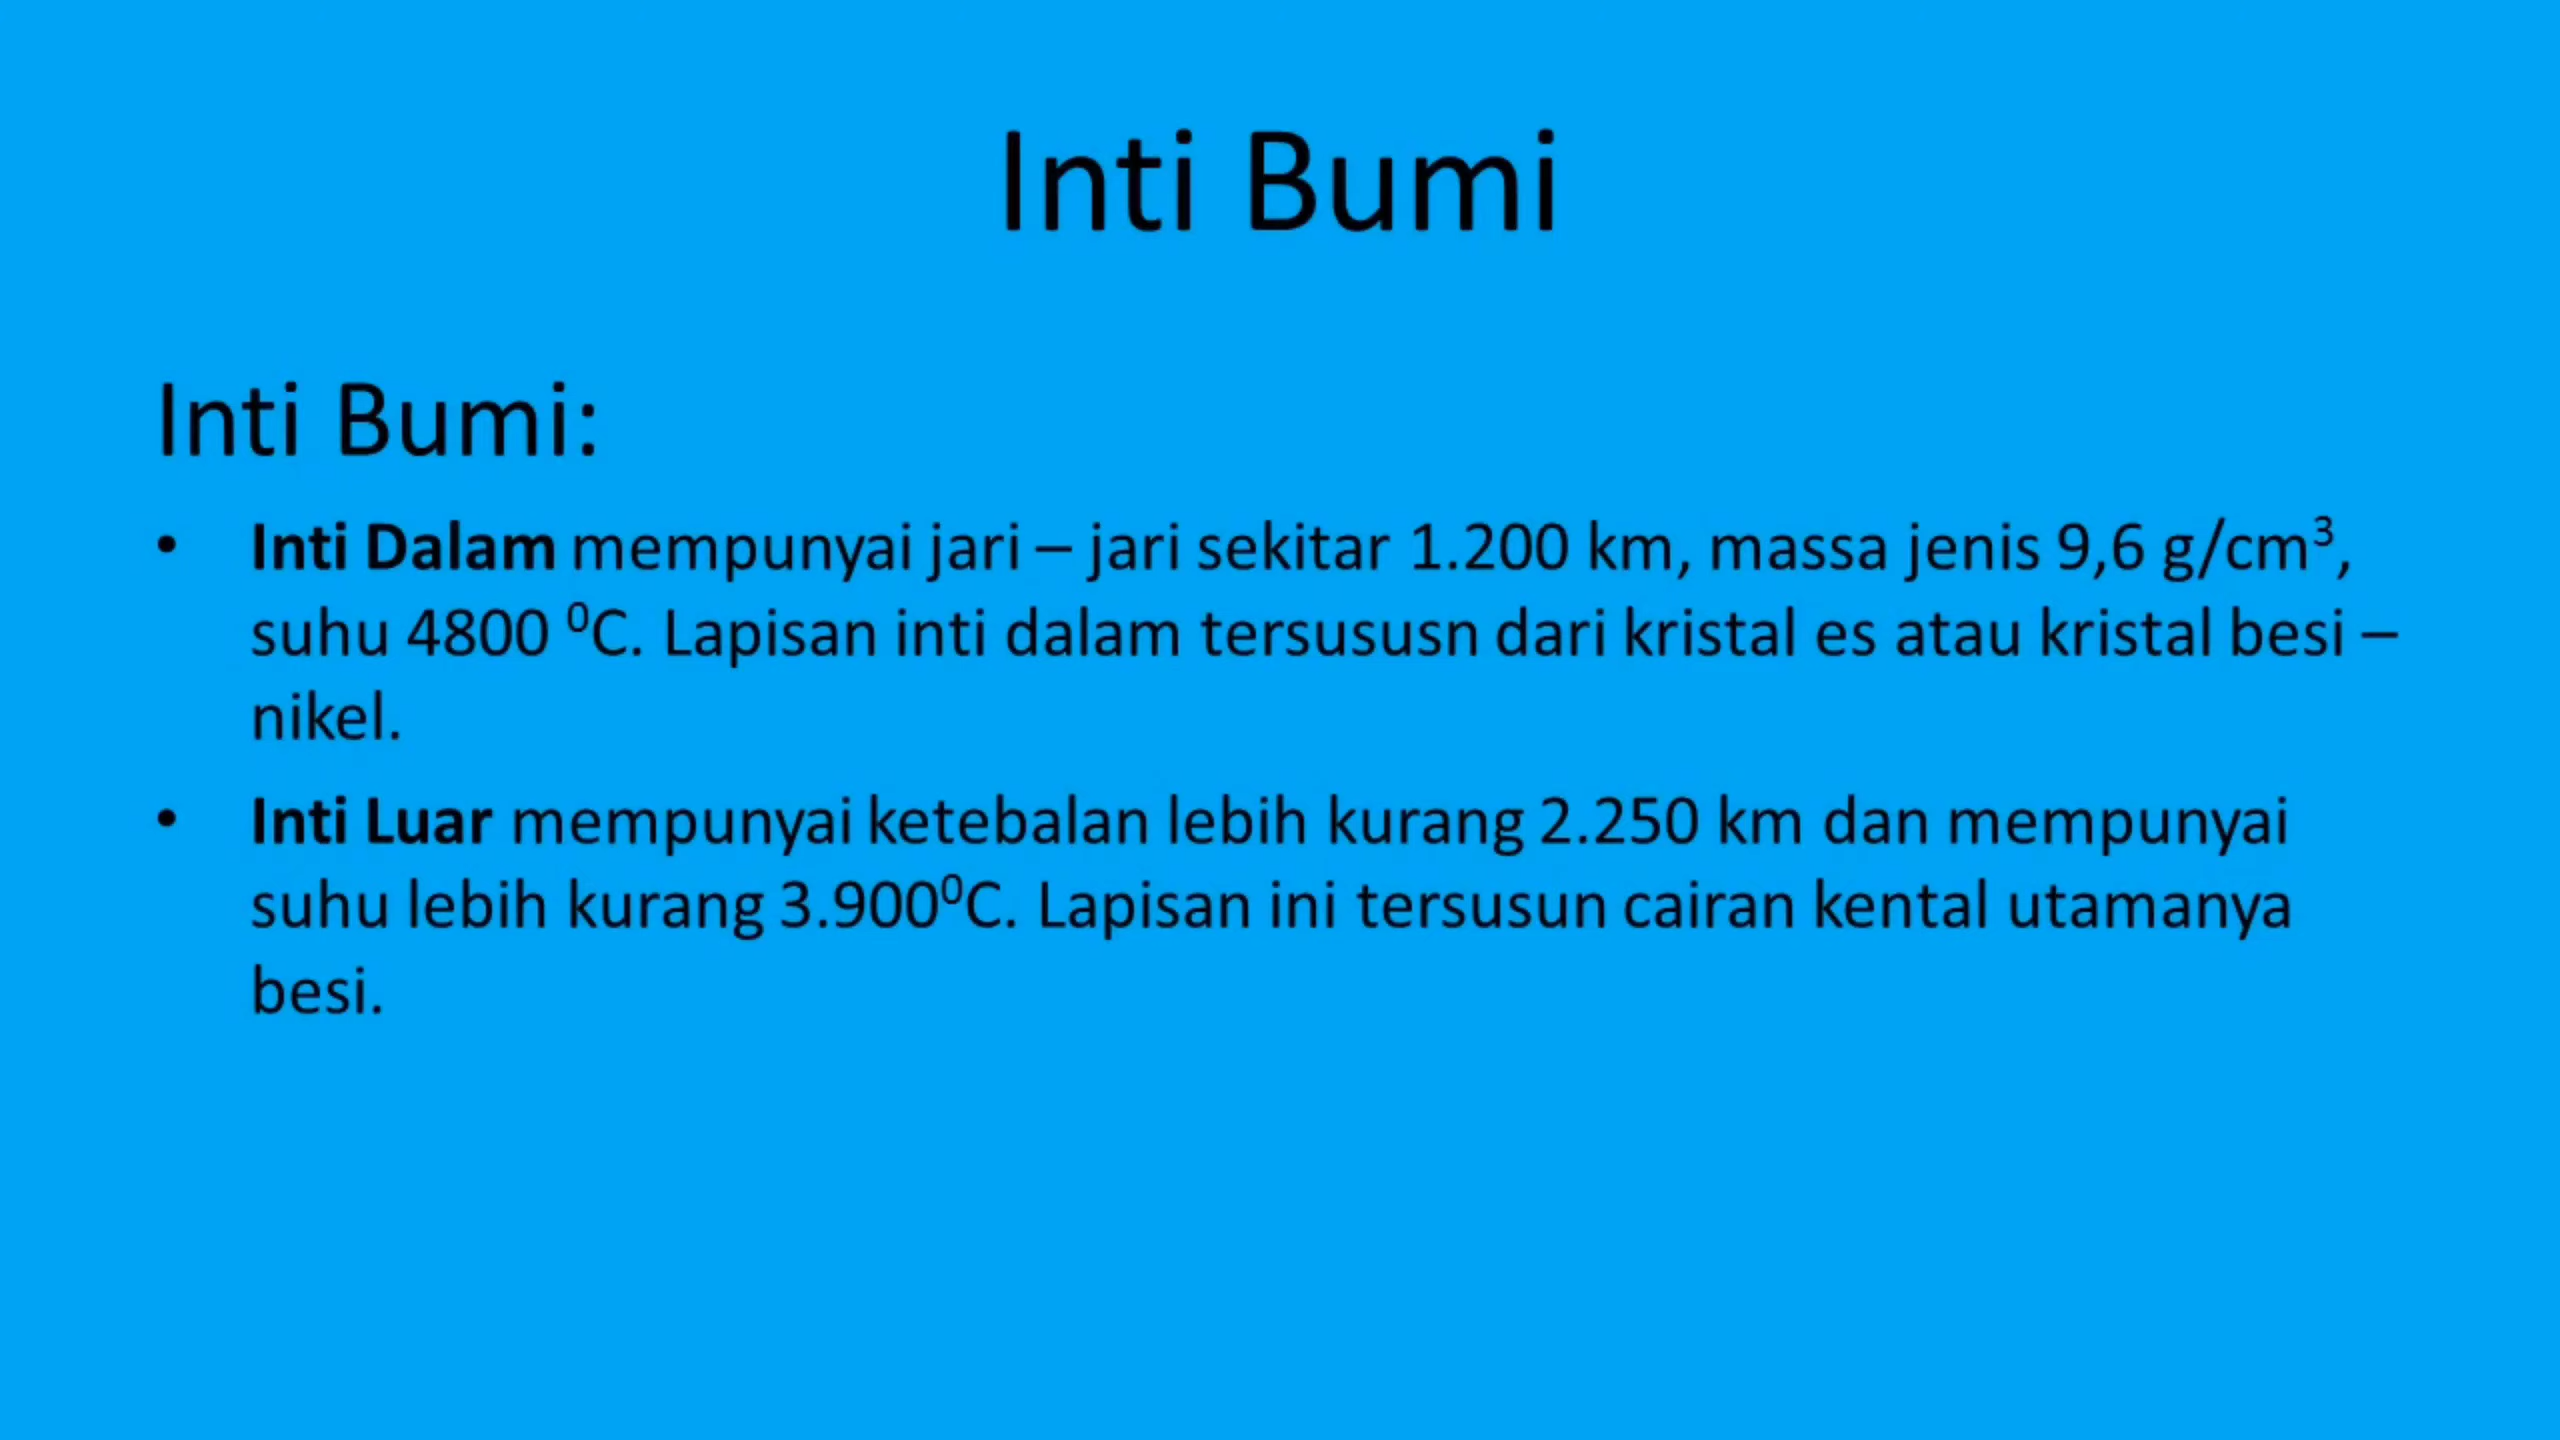 Inti Bumi
Inti Bumi:
• Inti Dalam mempunyai jari – jari sekitar 1.200 km, massa jenis 9,6 g/cm³,
suhu 4800 ⁰C. Lapisan inti dalam tersususn dari kristal es atau kristal besi –
nikel.
• Inti Luar mempunyai ketebalan lebih kurang 2.250 km dan mempunyai
suhu lebih kurang 3.900⁰C. Lapisan ini tersusun cairan kental utamanya
besi.